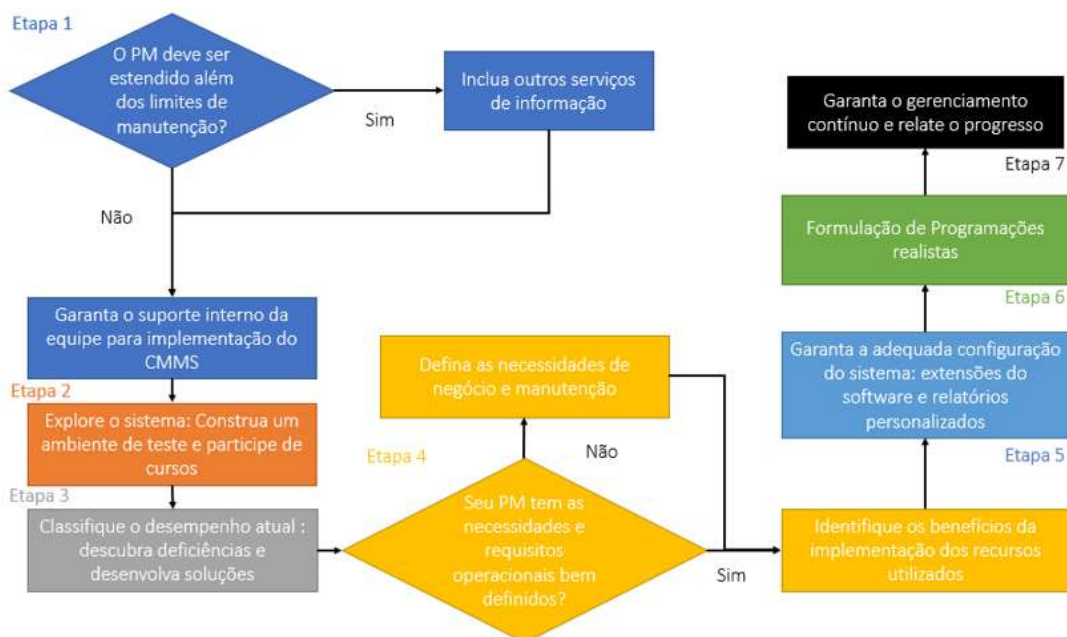 Etapa 1
O PM deve ser
estendido além
dos limites de
manutenção?
Sim
Inclua outros serviços
de informação
Não
Garanta o suporte interno da
equipe para implementação do
CMMS
Etapa 2
Explore o sistema: Construa um
ambiente de teste e participe de
cursos
Etapa 3
Classifique o desempenho atual :
descubra deficiências e
desenvolva soluções
Etapa 4
Seu PM tem as
necessidades e
requisitos
operacionais bem
definidos?
Não
Defina as necessidades de
negócio e manutenção
Sim
Identifique os benefícios da
implementação dos recursos
utilizados
Etapa 5
Garanta a adequada configuração
do sistema: extensões do
software e relatórios
personalizados
Etapa 6
Formulação de Programações
realistas
Etapa 7
Garanta o gerenciamento
contínuo e relate o progresso